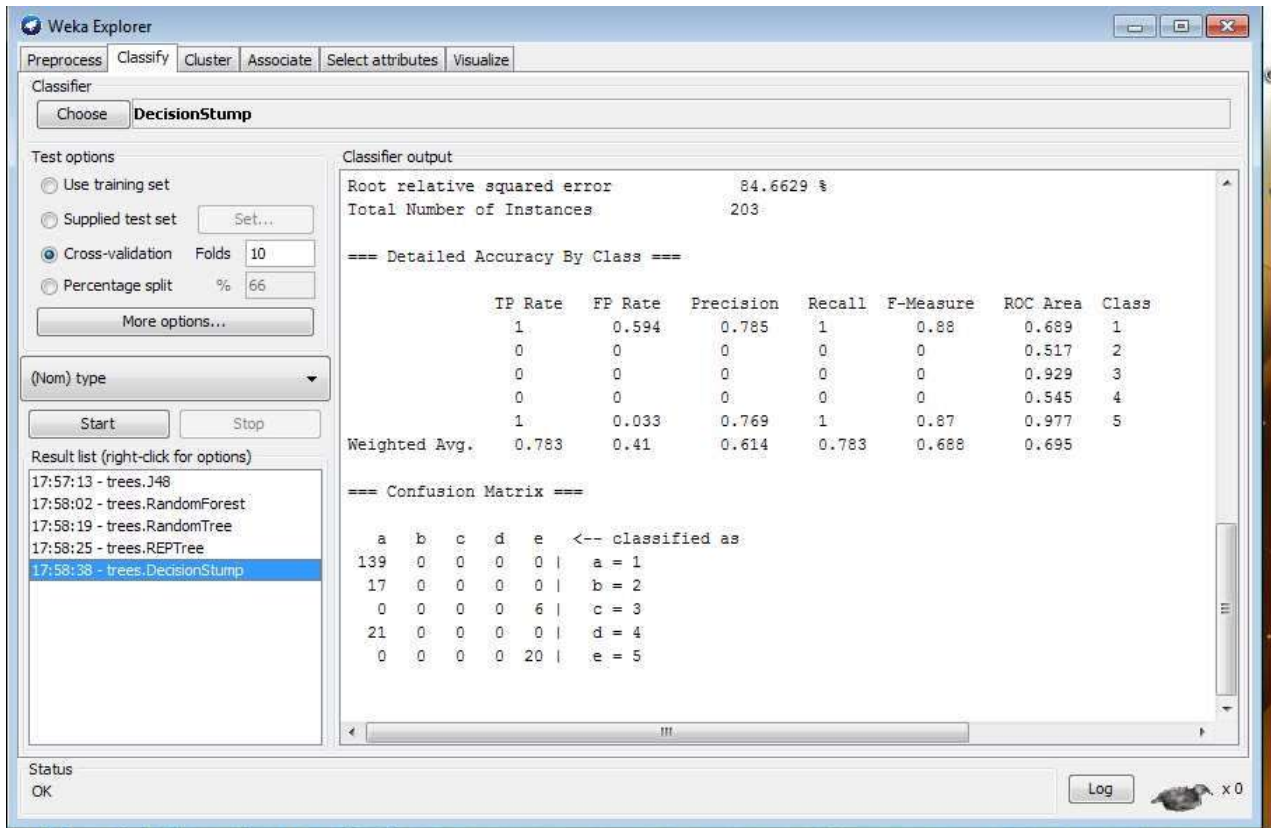 Weka Explorer
Preprocess Classify Cluster Associate Select attributes Visualize
Classifier
Choose DecisionStump
Test options
Use training set
Supplied test set Set...
Cross-validation Folds 10
Percentage split % 66
More options...
(Nom) type
Start Stop
Result list (right-click for options)
17:57:13 - trees.J48
17:58:02 - trees.RandomForest
17:58:19 - trees.RandomTree
17:58:25 - trees.REPTree
17:58:38 - trees.DecisionStump
Classifier output
Root relative squared error 84.6629 %
Total Number of Instances 203
=== Detailed Accuracy By Class ===
TP Rate FP Rate Precision Recall F-Measure ROC Area Class
1 0.594 0.785 1 0.88 0.689 1
0 0 0 0 0 0.517 2
0 0 0 0 0 0.929 3
0 0 0 0 0 0.545 4
1 0.033 0.769 1 0.87 0.977 5
Weighted Avg. 0.783 0.41 0.614 0.783 0.688 0.695
=== Confusion Matrix ===
a b c d e <-- classified as
139 0 0 0 0 | a = 1
17 0 0 0 0 | b = 2
0 0 0 0 6 | c = 3
21 0 0 0 0 | d = 4
0 0 0 0 20 | e = 5
Status
OK
Log x 0